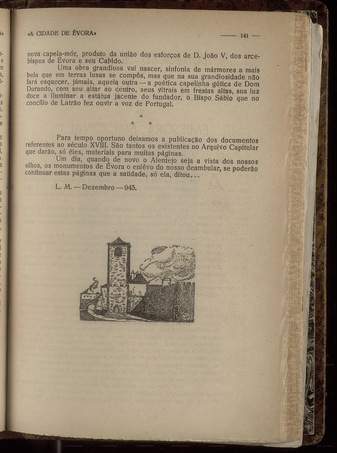 «A CIDADE DE ÉVORA»
141
nova capela-mór, produto da união dos esforços de D. João V, dos arce-
bispos de Évora e seu Cabido.
Uma obra grandiosa vai nascer, sinfonia de mármores a mais
bela que em terras lusas se compôs, mas que na sua grandiosidade não
fará esquecer, jámais, aquela outra — a poética capelinha gótica de Dom
Durando, com seu altar ao centro, seus vitrais em frestas altas, sua luz
doce a iluminar a estátua jacente do fundador, o Bispo Sábio que no
concílio de Latrão fez ouvir a voz de Portugal.
*
* *
Para tempo oportuno deixamos a publicação dos documentos
referentes ao século XVIII. São tantos os existentes no Arquivo Capitular
que darão, só êles, materiais para muitas páginas.
Um dia, quando de novo o Alentejo seja a vista dos nossos
olhos, os monumentos de Évora o enlêvo do nosso deambular, se poderão
continuar estas páginas que a saüdade, só ela, ditou...
L. M. — Dezembro — 943.